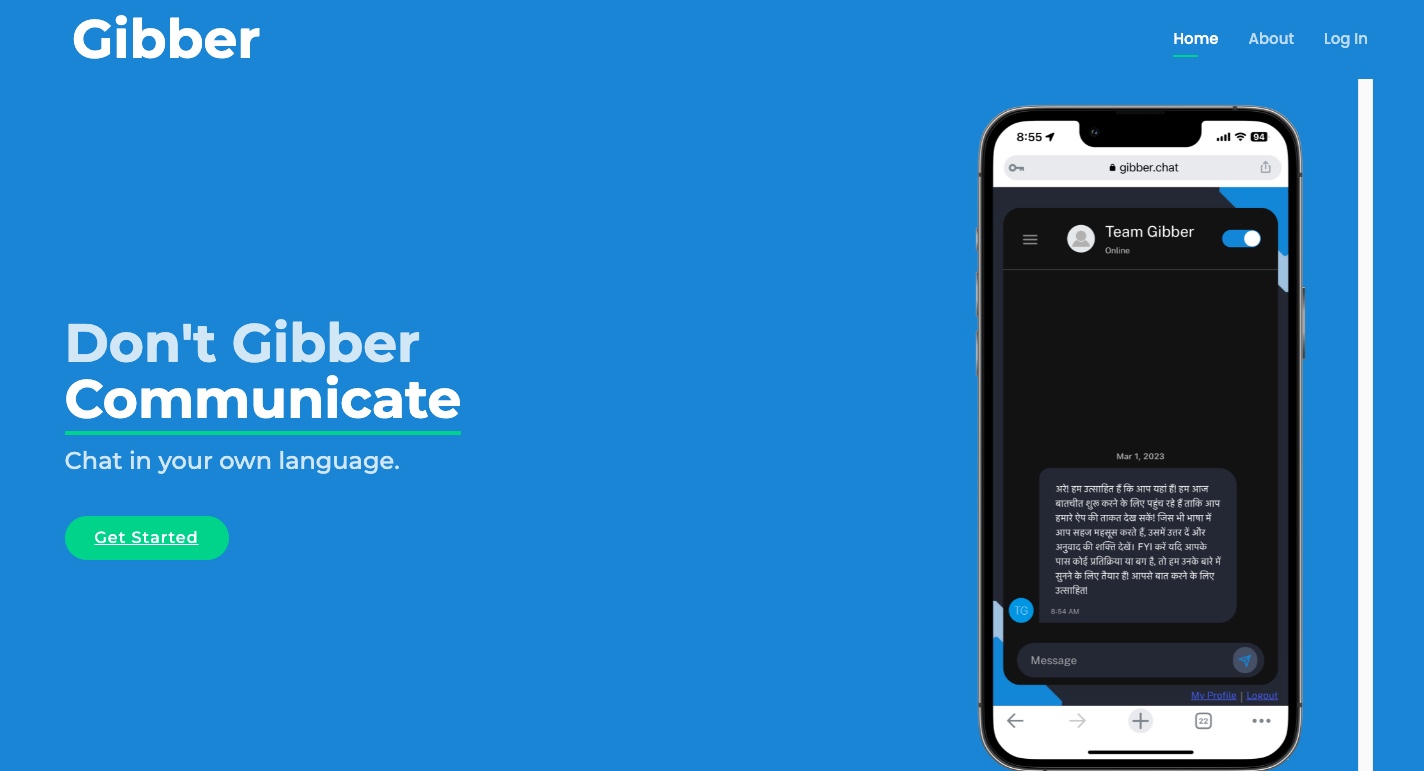 Gibber
Home
About
Log In
8:55
94
gibber.chat
Team Gibber
Online
Don't Gibber
Communicate
Chat in your own language.
Get Started
Mar 1, 2023
अरे! हम उत्साहित हैं कि आप यहां हैं! हम आज
बातचीत शुरू करने के लिए पहुंच रहे हैं ताकि आप
हमारे ऐप की ताकत देख सकें! जिस भी भाषा में
आप सहज महसूस करते हैं, उसमें उत्तर दें और
अनुवाद की शक्ति देखें। FYI करें यदि आपके
पास कोई प्रतिक्रिया या बग है, तो हम उनके बारे में
सुनने के लिए तैयार हैं! आपसे बात करने के लिए
उत्साहित!
TG
8:54 AM
Message
My Profile | Logout
22